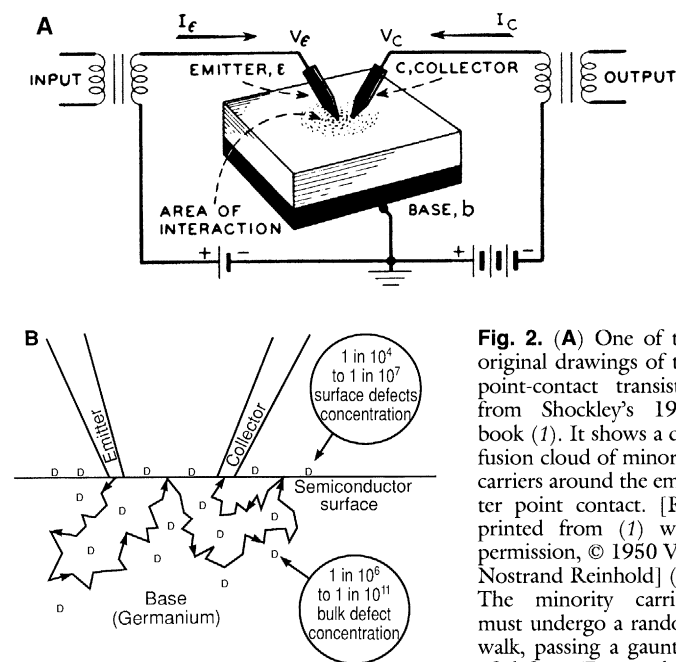 A
Iε
Vε
VC
IC
INPUT
EMITTER, ε
C, COLLECTOR
OUTPUT
AREA OF
INTERACTION
BASE, b
+
-
+
-
B
Emitter
Collector
1 in 10⁴
to 1 in 10⁷
surface defects
concentration
D D D D D D
Semiconductor
surface
D
D
D
D
D
D
D
D
D
D
Base
(Germanium)
1 in 10⁶
to 1 in 10¹¹
bulk defect
concentration
Fig. 2. (A) One of t
original drawings of t
point-contact transist
from Shockley's 19
book (1). It shows a d
fusion cloud of minor
carriers around the em
ter point contact. [R
printed from (1) w
permission, © 1950 V
Nostrand Reinhold] (
The minority carri
must undergo a rando
walk, passing a gaunt